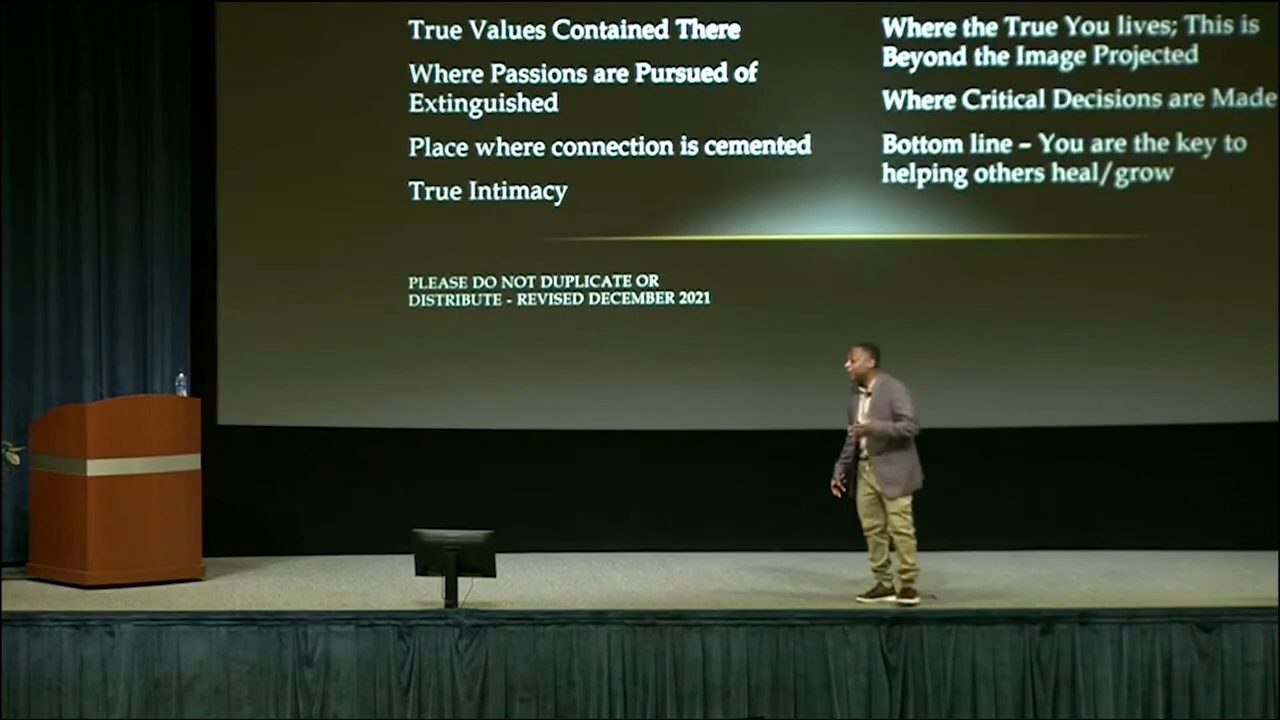 True Values Contained There
Where Passions are Pursued of
Extinguished
Place where connection is cemented
True Intimacy
Where the True You lives; This is
Beyond the Image Projected
Where Critical Decisions are Made
Bottom line – You are the key to
helping others heal/grow
PLEASE DO NOT DUPLICATE OR
DISTRIBUTE - REVISED DECEMBER 2021